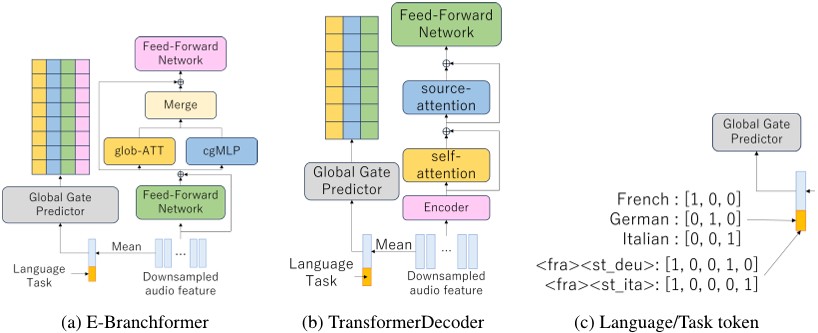 Feed-Forward
Network
Merge
glob-ATT
cgMLP
Feed-Forward
Network
Global Gate
Predictor
Mean
...
Language
Task
Downsampled
audio feature
(a) E-Branchformer
Feed-Forward
Network
source-
attention
self-
attention
Encoder
Global Gate
Predictor
Mean
...
Language
Task
Downsampled
audio feature
(b) TransformerDecoder
Global Gate
Predictor
French : [1, 0, 0]
German : [0, 1, 0]
Italian : [0, 0, 1]
<fra><st_deu>: [1, 0, 0, 1, 0]
<fra><st_ita>: [1, 0, 0, 0, 1]
(c) Language/Task token